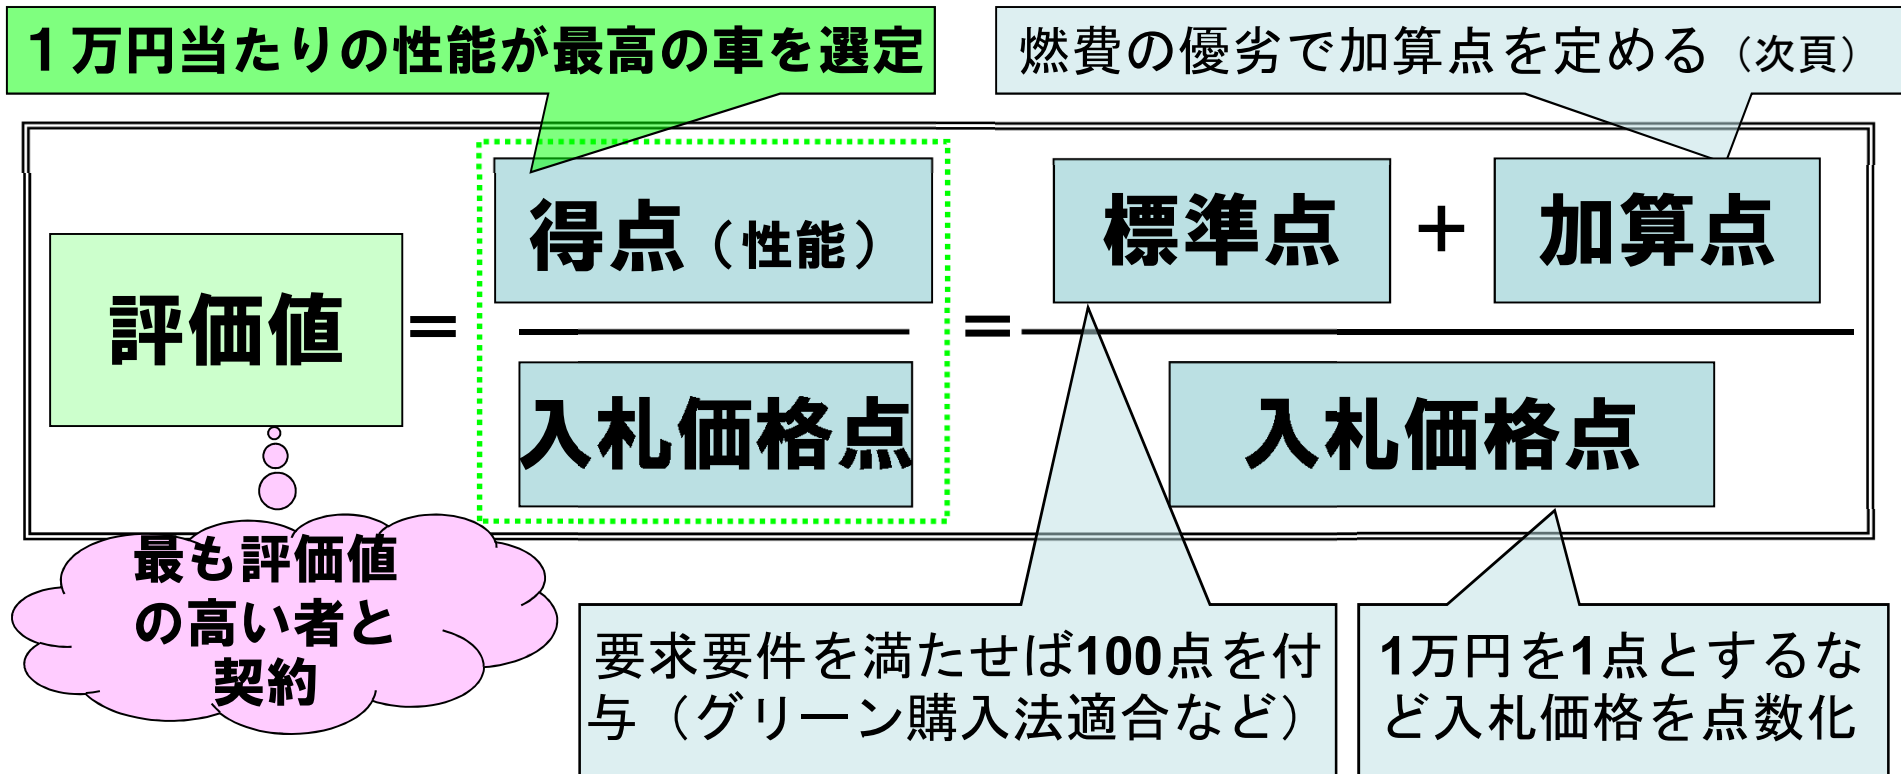 １万円当たりの性能が最高の車を選定
燃費の優劣で加算点を定める（次頁）
評価値
＝
得点（性能）
入札価格点
＝
標準点
＋
加算点
入札価格点
最も評価値
の高い者と
契約
要求要件を満たせば100点を付
与（グリーン購入法適合など）
1万円を1点とするな
ど入札価格を点数化